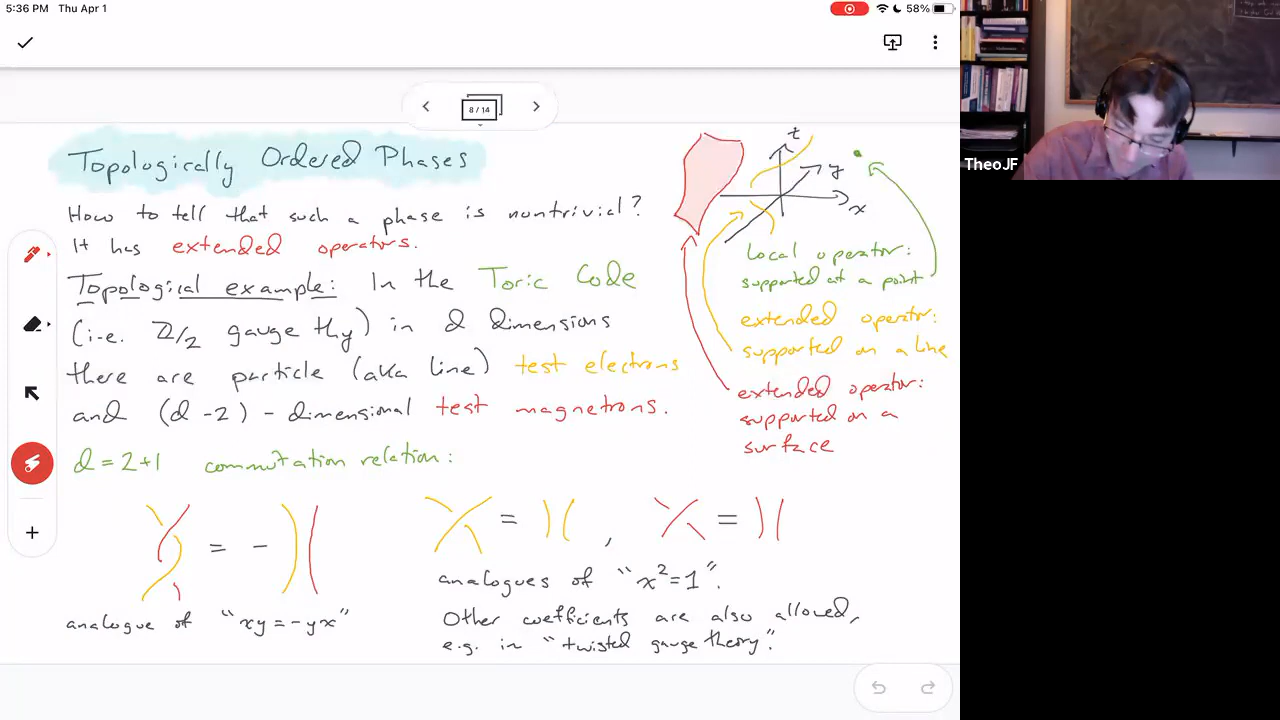 5:36 PM Thu Apr 1
58%
8 / 14
TheoJF
Topologically Ordered Phases
How to tell that such a phase is nontrivial?
It has extended operators.
Topological example: In the Toric Code
(i.e. Z/2 gauge thy) in d dimensions
there are particle (aka line) test electrons
and (d-2)-dimensional test magnetrons.
d = 2+1 commutation relation:
= -
analogue of "xy = -yx"
= , =
analogues of "x²=1".
Other coefficients are also allowed,
e.g. in "twisted gauge theory".
t
y
x
local operator:
supported at a point
extended operator:
supported on a line
extended operator:
supported on a
surface